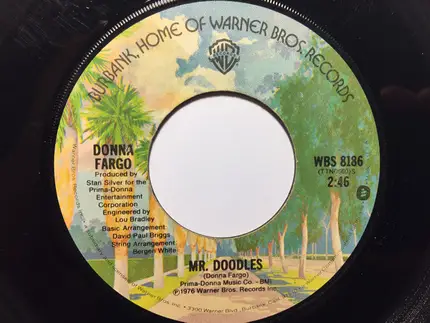 BURBANK, HOME OF WARNER BROS. RECORDS
DONNA
FARGO
Produced by
Stan Silver for the
Prima-Donna
Entertainment
Corporation
Engineered by
Lou Bradley
Basic Arrangement
David Paul Briggs
String Arrangement
Bergen White
WBS 8186
2:46
MR. DOODLES
(Donna Fargo)
Prima-Donna Music Co. - BMI
℗1976 Warner Bros. Records Inc.